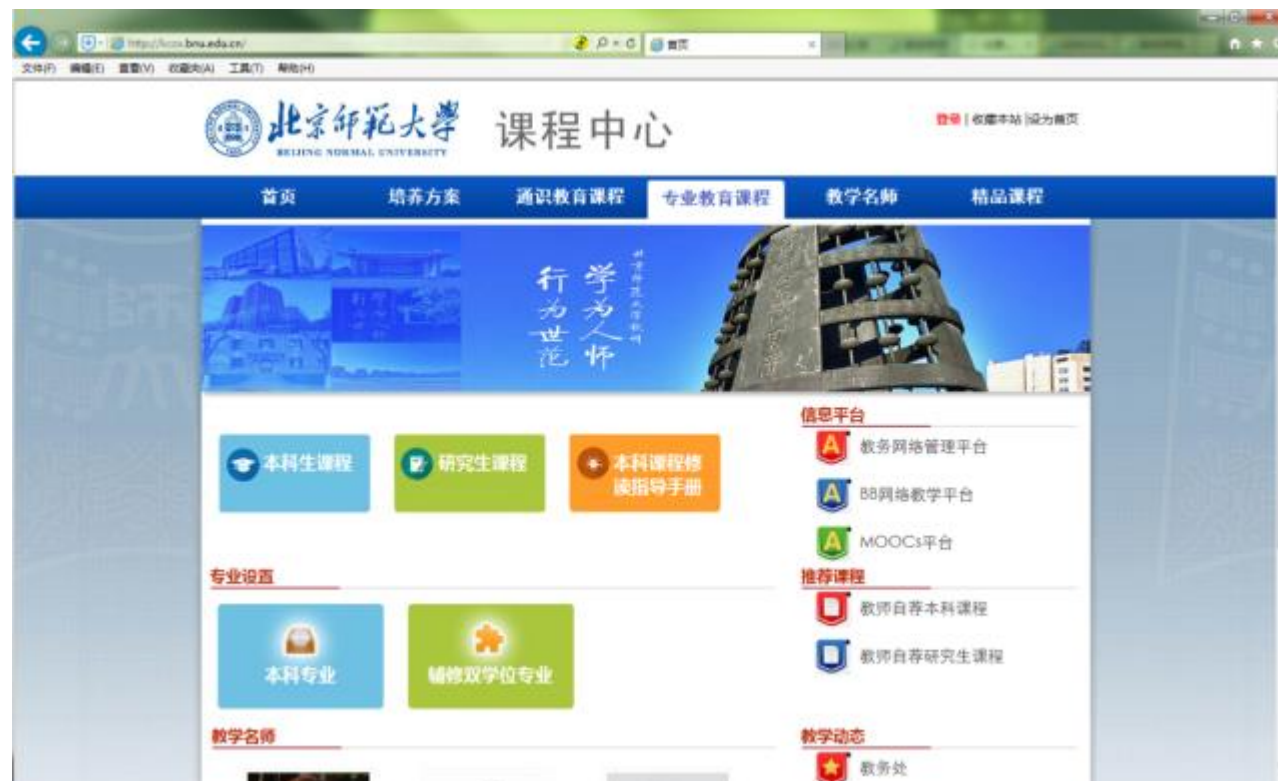 首页
文件(F) 编辑(E) 查看(V) 收藏夹(A) 工具(T) 帮助(H)
北京师范大学 课程中心
BEIJING NORMAL UNIVERSITY
登录 | 收藏本站 |设为首页
首页 培养方案 通识教育课程 专业教育课程 教学名师 精品课程
学为人师
行为世范
信息平台
教务网络管理平台
BB网络教学平台
MOOCs平台
本科生课程
研究生课程
本科课程修
读指导手册
专业设置
本科专业
辅修双学位专业
推荐课程
教师自荐本科课程
教师自荐研究生课程
教学名师
教学动态
教务处